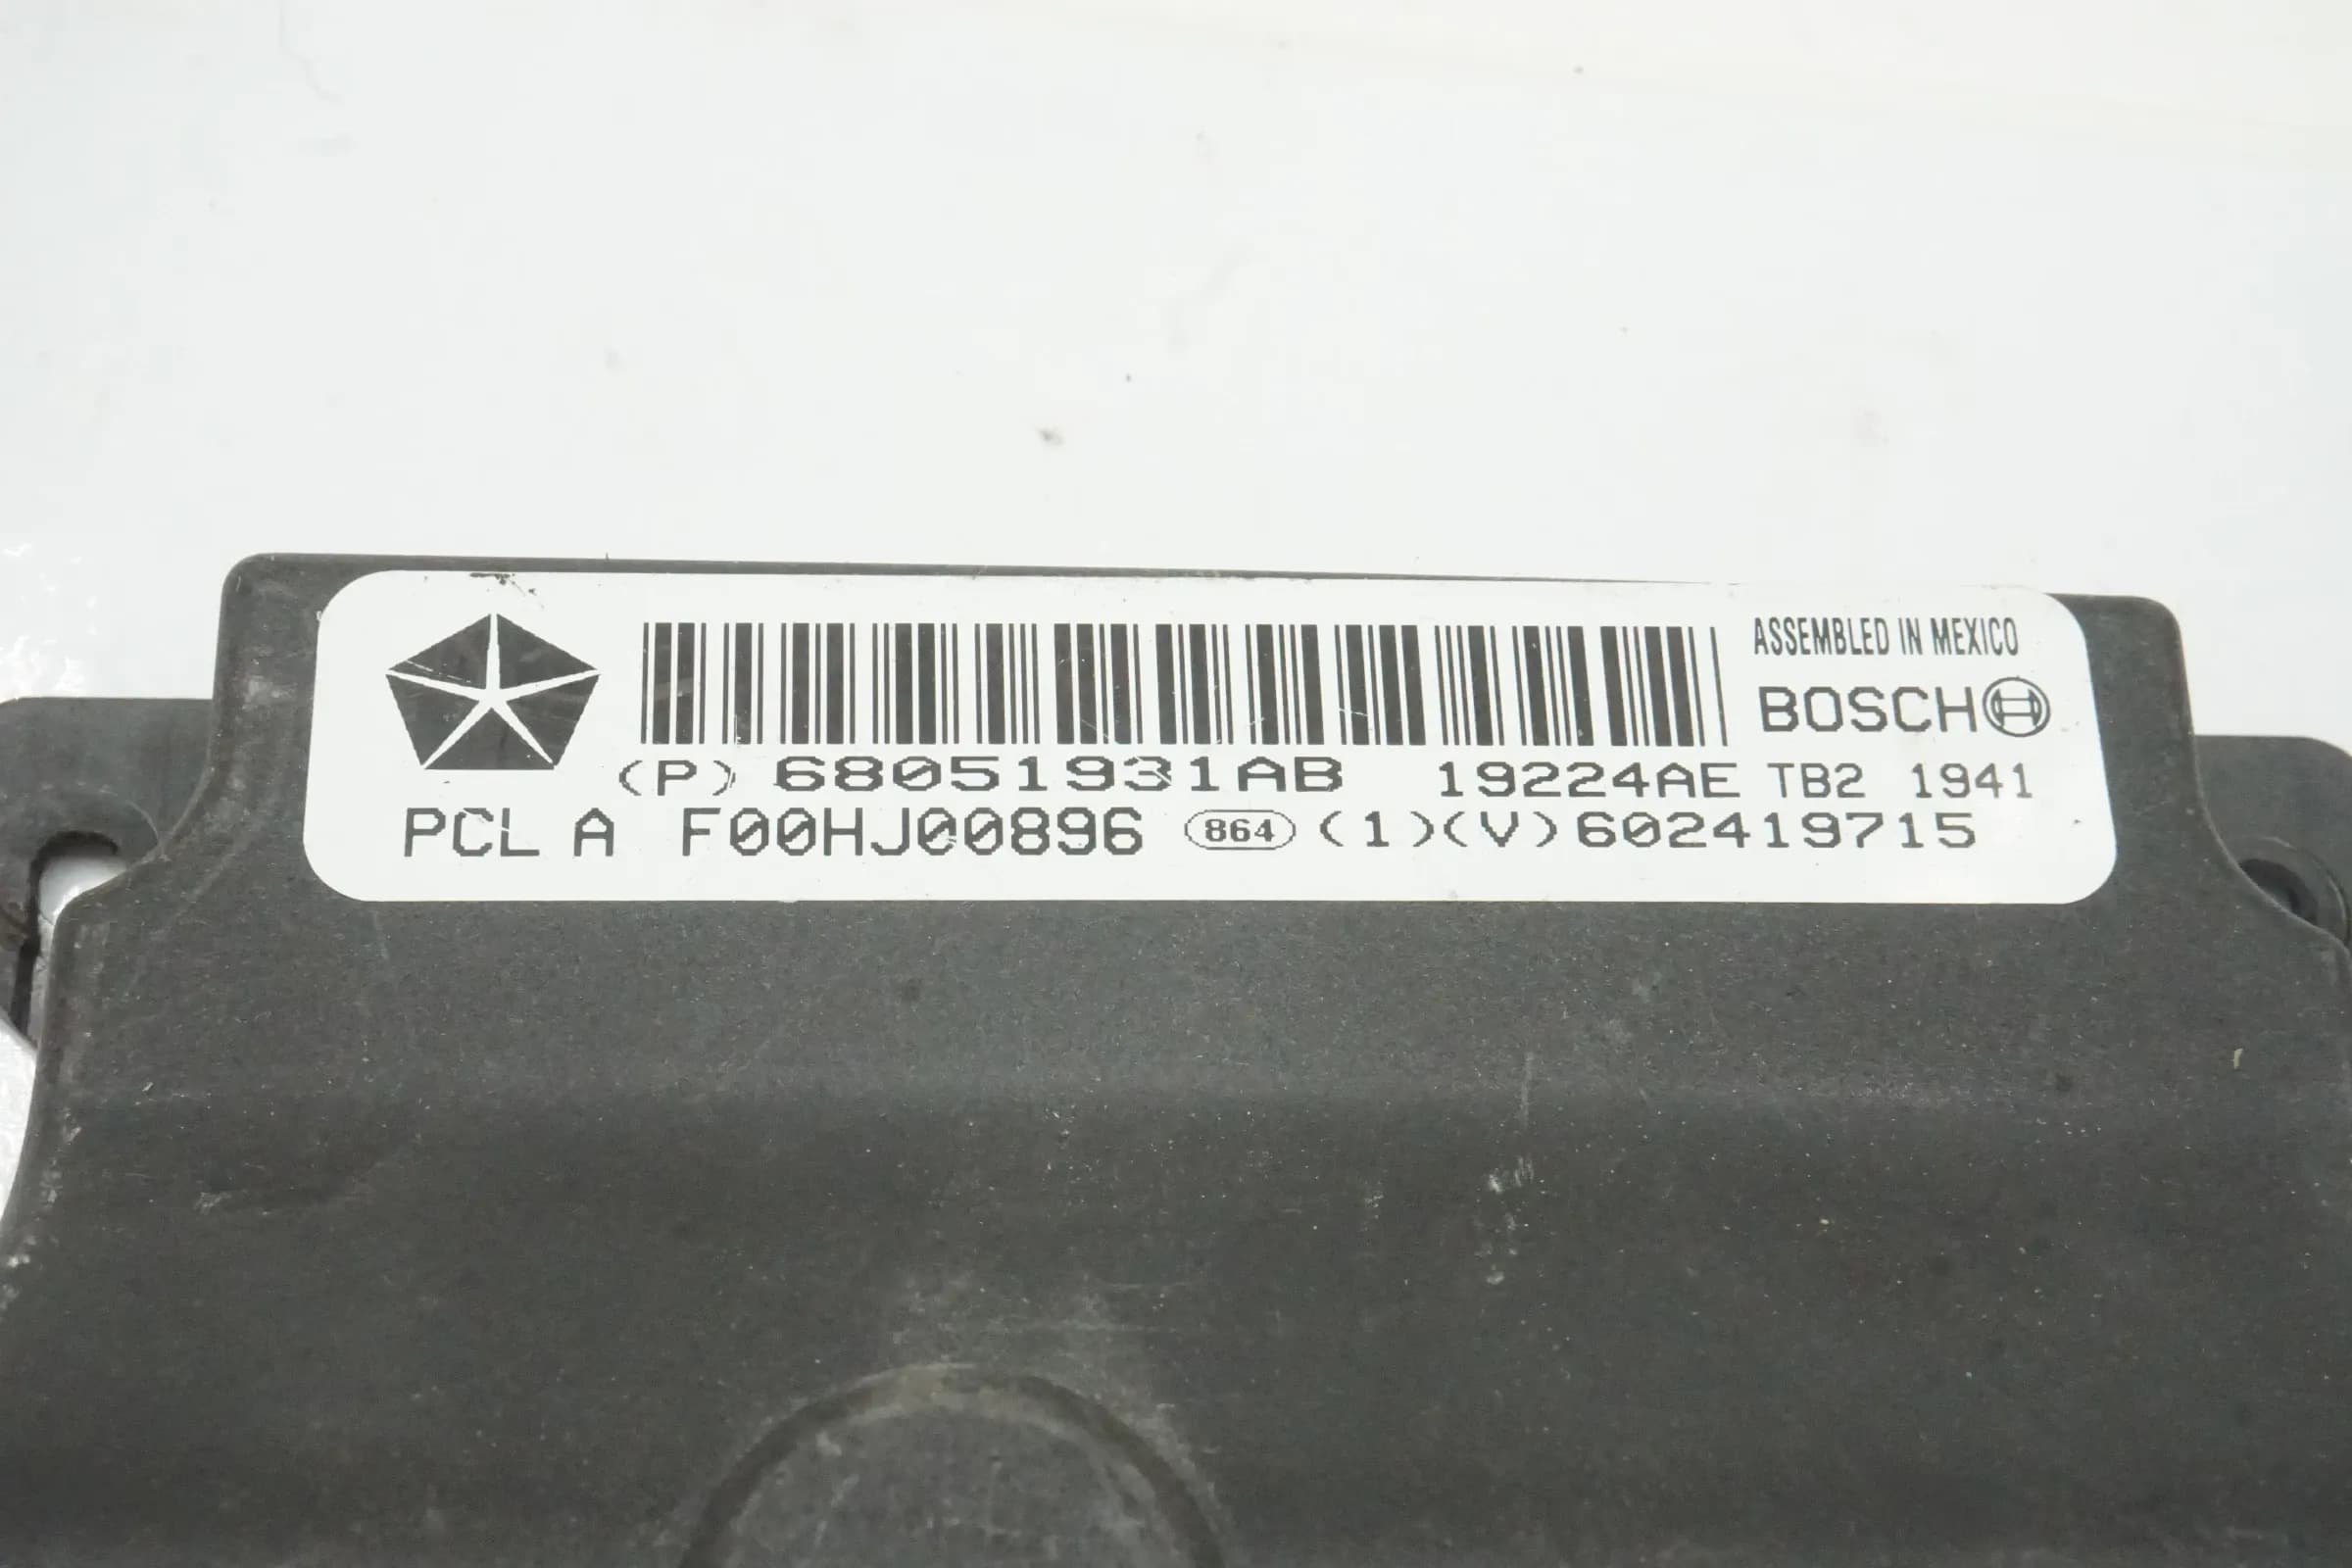 ASSEMBLED IN MEXICO
BOSCH
(P) 68051931AB 19224AE TB2 1941
PCL A F00HJ00896 864 (1)(V)602419715